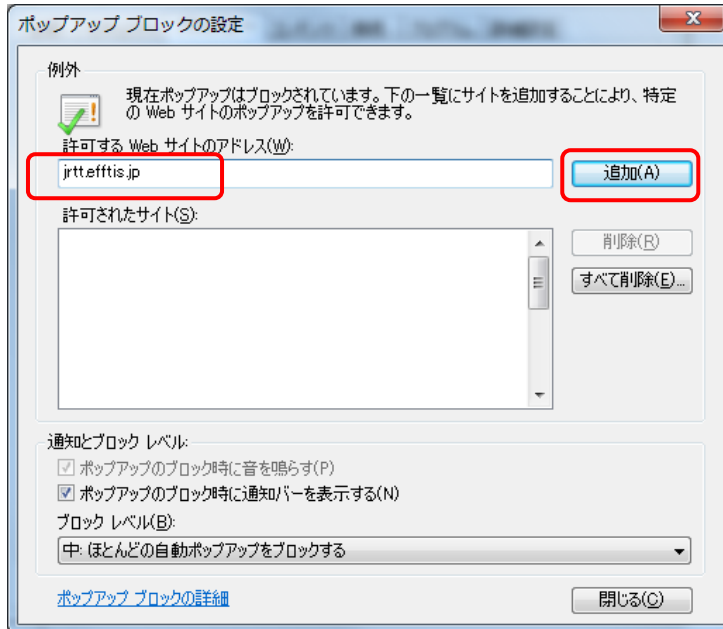 ポップアップ ブロックの設定
例外
現在ポップアップはブロックされています。下の一覧にサイトを追加することにより、特定
の Web サイトのポップアップを許可できます。
許可する Web サイトのアドレス(W):
jrtt.efftis.jp
追加(A)
許可されたサイト(S):
削除(R)
すべて削除(E)...
通知とブロック レベル:
ポップアップのブロック時に音を鳴らす(P)
ポップアップのブロック時に通知バーを表示する(N)
ブロック レベル(B):
中: ほとんどの自動ポップアップをブロックする
ポップアップ ブロックの詳細
閉じる(C)